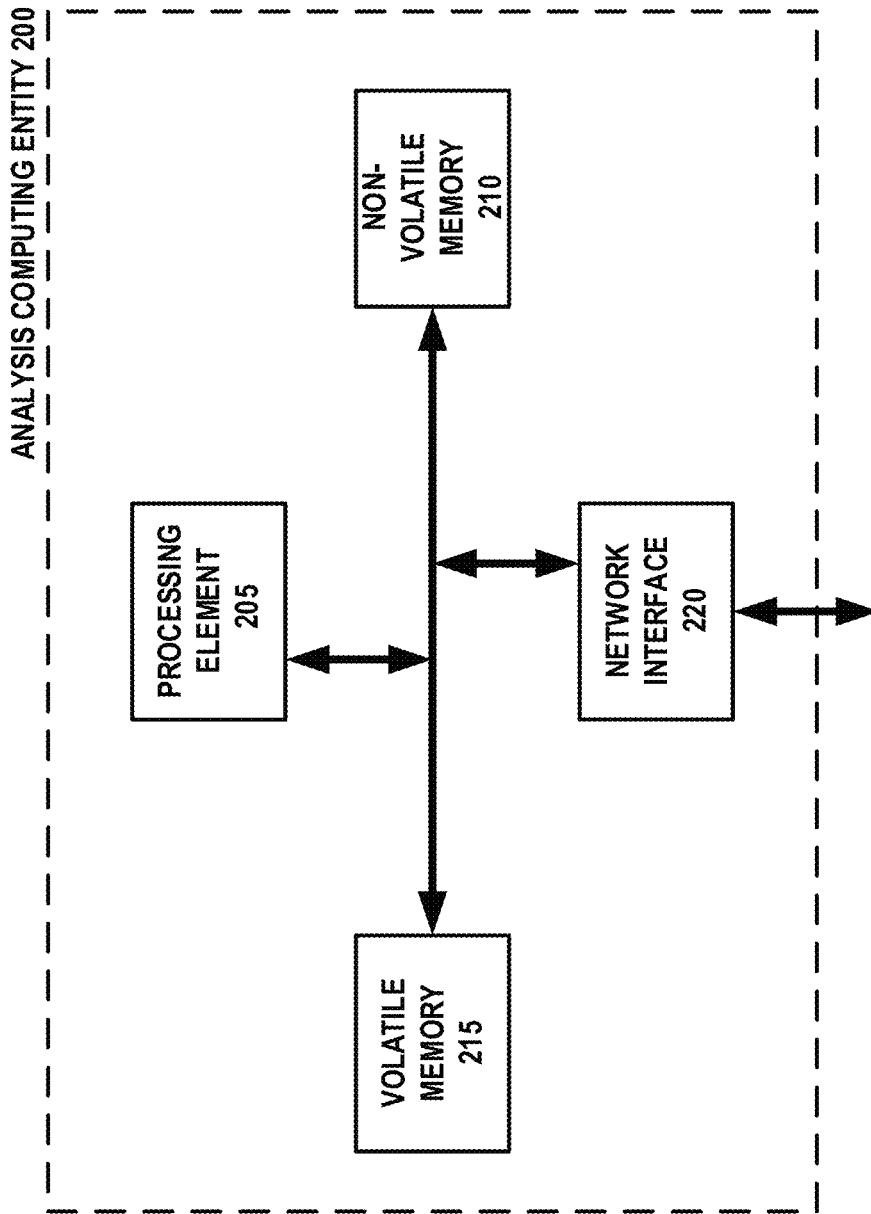 ANALYSIS COMPUTING ENTITY 200
PROCESSING
ELEMENT
205
VOLATILE
MEMORY
215
NON-
VOLATILE
MEMORY
210
NETWORK
INTERFACE
220